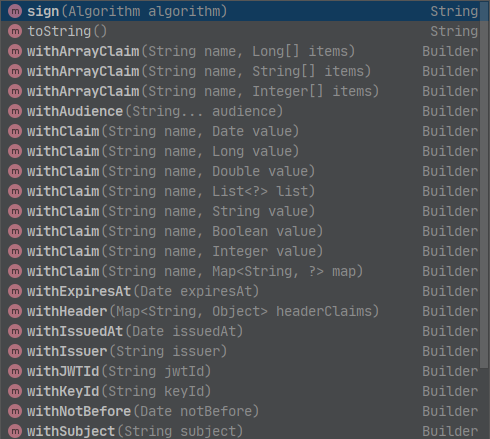 m sign(Algorithm algorithm) String
m toString() String
m withArrayClaim(String name, Long[] items) Builder
m withArrayClaim(String name, String[] items) Builder
m withArrayClaim(String name, Integer[] items) Builder
m withAudience(String... audience) Builder
m withClaim(String name, Date value) Builder
m withClaim(String name, Long value) Builder
m withClaim(String name, Double value) Builder
m withClaim(String name, List<?> list) Builder
m withClaim(String name, String value) Builder
m withClaim(String name, Boolean value) Builder
m withClaim(String name, Integer value) Builder
m withClaim(String name, Map<String, ?> map) Builder
m withExpiresAt(Date expiresAt) Builder
m withHeader(Map<String, Object> headerClaims) Builder
m withIssuedAt(Date issuedAt) Builder
m withIssuer(String issuer) Builder
m withJWTId(String jwtId) Builder
m withKeyId(String keyId) Builder
m withNotBefore(Date notBefore) Builder
m withSubject(String subject) Builder